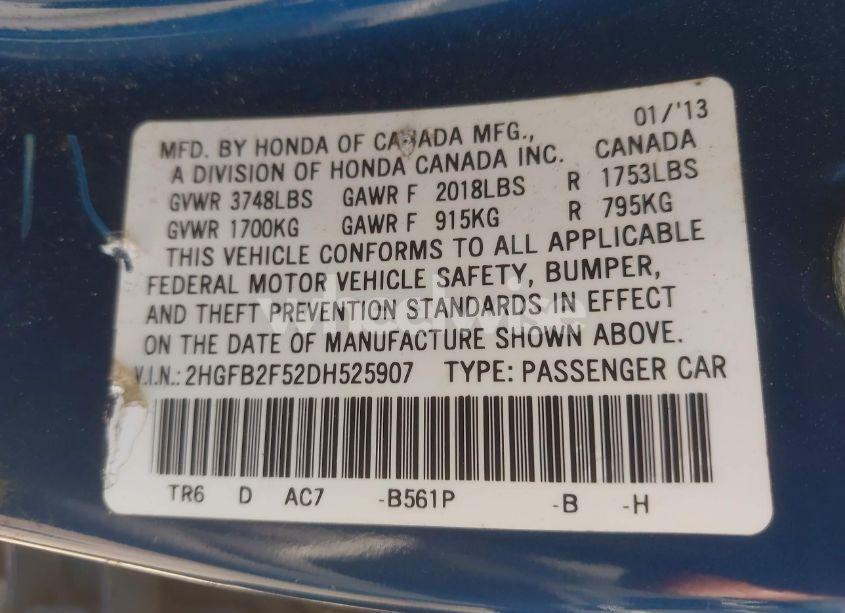 01/'13
MFD. BY HONDA OF CANADA MFG., CANADA
A DIVISION OF HONDA CANADA INC.
GVWR 3748LBS GAWR F 2018LBS R 1753LBS
GVWR 1700KG GAWR F 915KG R 795KG
THIS VEHICLE CONFORMS TO ALL APPLICABLE
FEDERAL MOTOR VEHICLE SAFETY, BUMPER,
AND THEFT PREVENTION STANDARDS IN EFFECT
ON THE DATE OF MANUFACTURE SHOWN ABOVE.
V.I.N.: 2HGFB2F52DH525907 TYPE: PASSENGER CAR
TR6 D AC7 -B561P -B -H
wheelwise